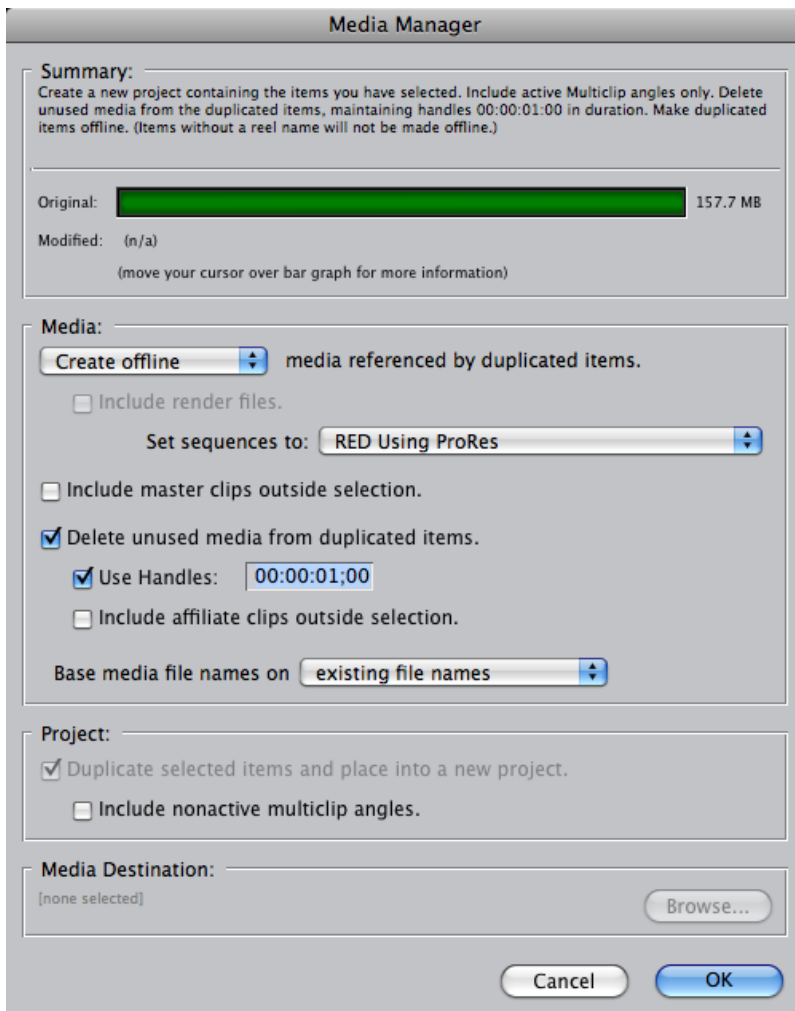 Media Manager
Summary:
Create a new project containing the items you have selected. Include active Multiclip angles only. Delete
unused media from the duplicated items, maintaining handles 00:00:01:00 in duration. Make duplicated
items offline. (Items without a reel name will not be made offline.)
Original: 157.7 MB
Modified: (n/a)
(move your cursor over bar graph for more information)
Media:
Create offline media referenced by duplicated items.
Include render files.
Set sequences to: RED Using ProRes
Include master clips outside selection.
Delete unused media from duplicated items.
Use Handles: 00:00:01;00
Include affiliate clips outside selection.
Base media file names on existing file names
Project:
Duplicate selected items and place into a new project.
Include nonactive multiclip angles.
Media Destination:
[none selected]
Browse...
Cancel OK